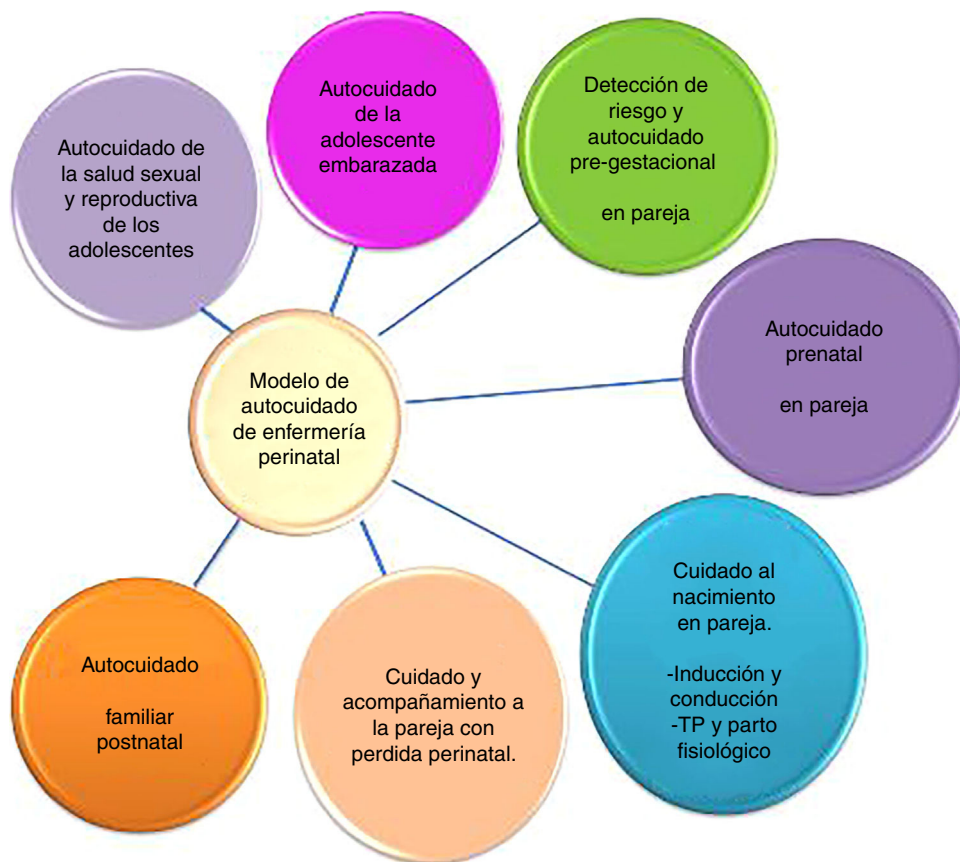 Autocuidado de
la salud sexual
y reproductiva
de los
adolescentes
Autocuidado
de la
adolescente
embarazada
Detección de
riesgo y
autocuidado
pre-gestacional
en pareja
Autocuidado
prenatal
en pareja
Modelo de
autocuidado
de enfermería
perinatal
Cuidado al
nacimiento
en pareja.
-Inducción y
conducción
-TP y parto
fisiológico
Cuidado y
acompañamiento a
la pareja con
perdida perinatal.
Autocuidado
familiar
postnatal